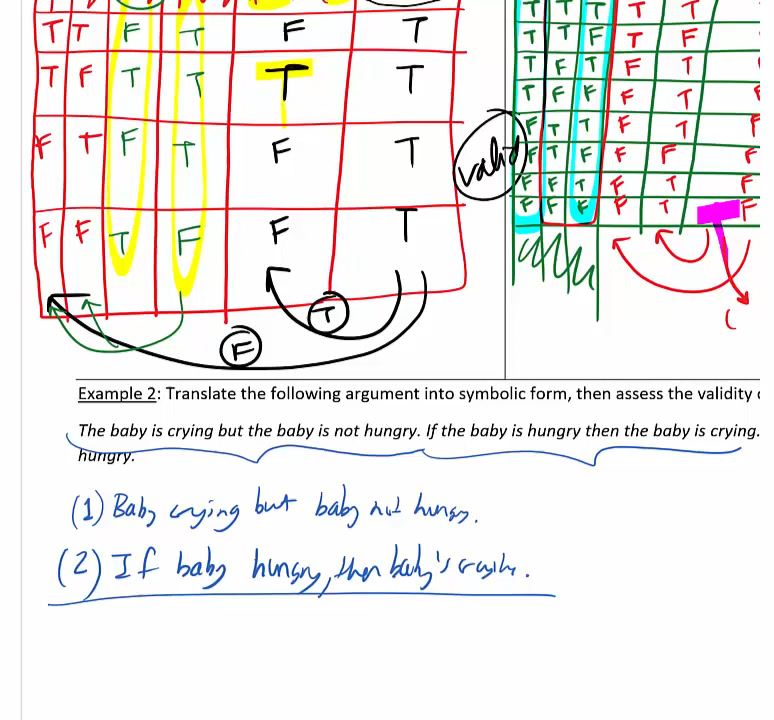 T T F T F T
T F T T T T
F T F T F T
F F T F F T
F
T
valid
T T T T T
T T F T F
T F T F T
T F F F T
F T T F T F
F T F F F F
F F T F T F
F F F F T F
Example 2: Translate the following argument into symbolic form, then assess the validity
The baby is crying but the baby is not hungry. If the baby is hungry then the baby is crying.
hungry.
(1) Baby crying but baby not hungry.
(2) If baby hungry, then baby's crying.